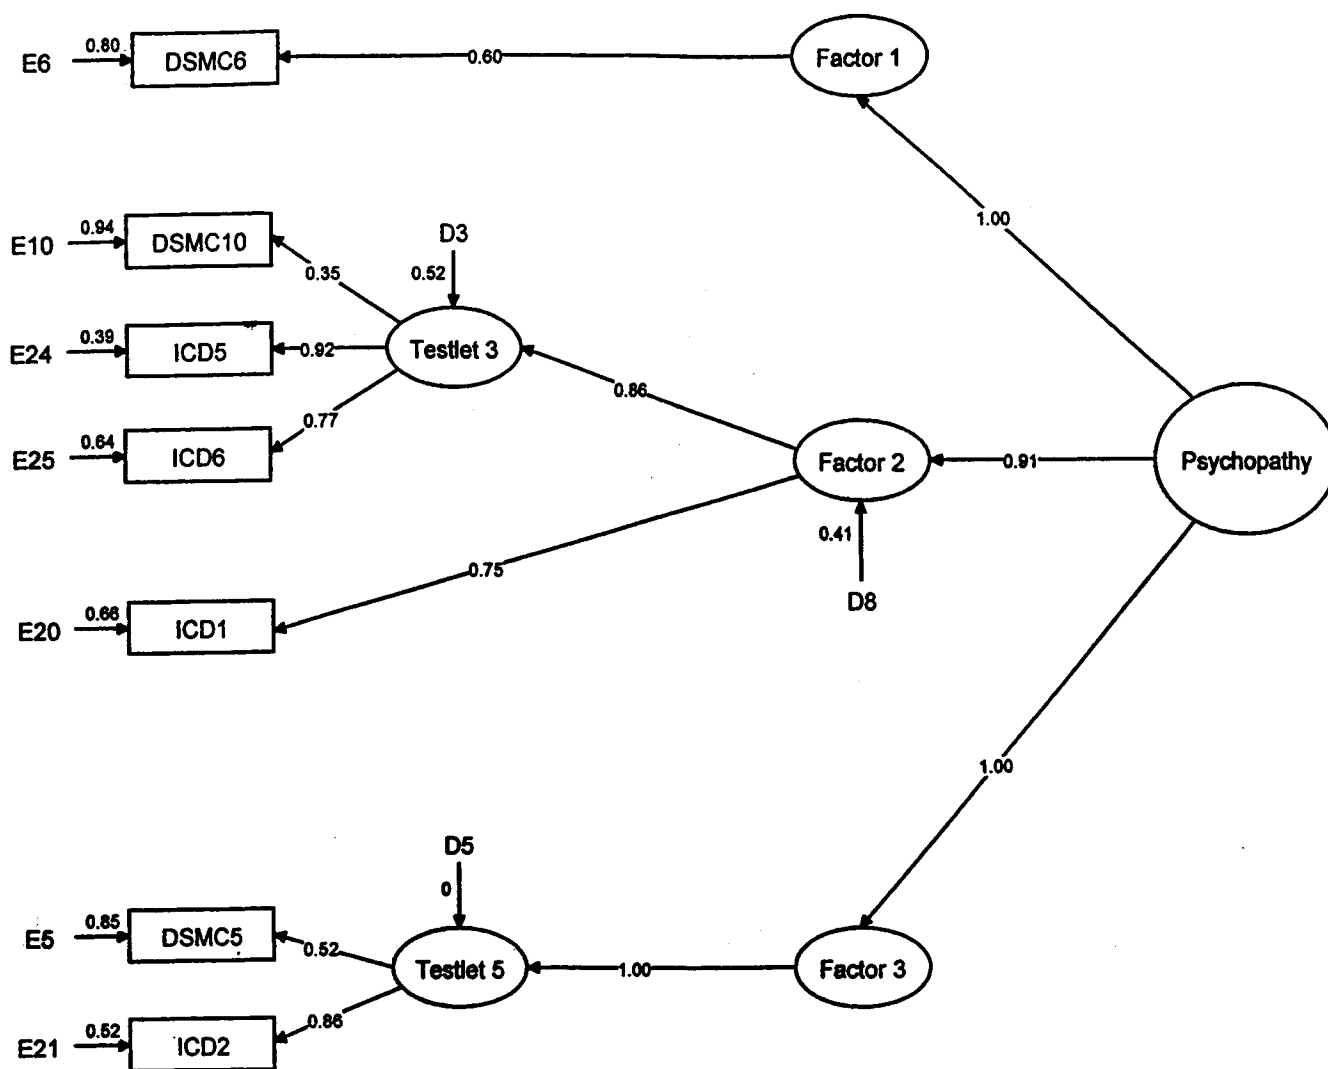 E6 0.80 DSMC6 0.60 Factor 1
1.00
E10 0.94 DSMC10 0.35
D3
0.52
E24 0.39 ICD5 0.92 Testlet 3
0.86
E25 0.64 ICD6 0.77
Factor 2 0.91 Psychopathy
0.41
D8
0.75
E20 0.66 ICD1
1.00
D5
0
E5 0.85 DSMC5 0.52
Testlet 5 1.00 Factor 3
E21 0.52 ICD2 0.86